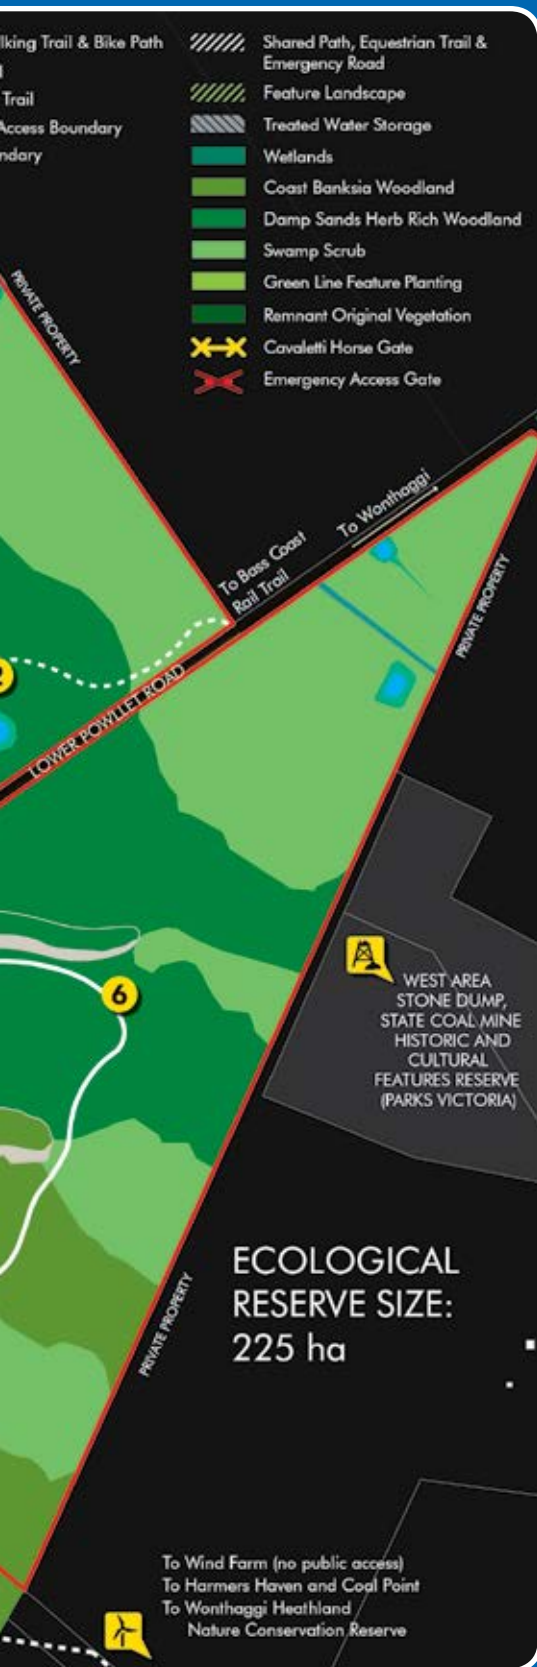 lking Trail & Bike Path
l
Trail
Access Boundary
ndary
Shared Path, Equestrian Trail &
Emergency Road
Feature Landscape
Treated Water Storage
Wetlands
Coast Banksia Woodland
Damp Sands Herb Rich Woodland
Swamp Scrub
Green Line Feature Planting
Remnant Original Vegetation
Cavaletti Horse Gate
Emergency Access Gate
PRIVATE PROPERTY
To Wonthaggi
To Bass Coast
Rail Trail
PRIVATE PROPERTY
2
LOWER POWLLET ROAD
6
WEST AREA
STONE DUMP,
STATE COAL MINE
HISTORIC AND
CULTURAL
FEATURES RESERVE
(PARKS VICTORIA)
ECOLOGICAL
RESERVE SIZE:
225 ha
PRIVATE PROPERTY
To Wind Farm (no public access)
To Harmers Haven and Coal Point
To Wonthaggi Heathland
Nature Conservation Reserve